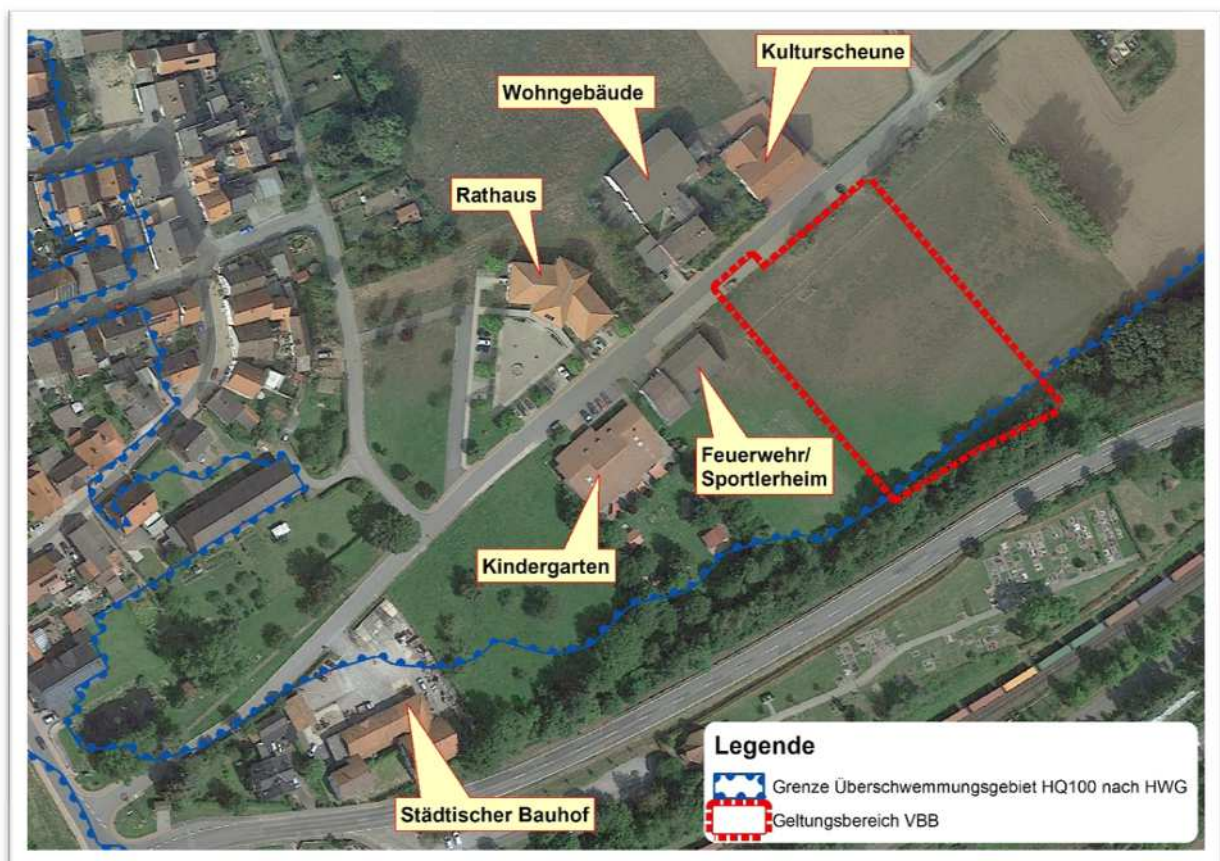 Kulturscheune
Wohngebäude
Rathaus
Feuerwehr/
Sportlerheim
Kindergarten
Städtischer Bauhof
Legende
Grenze Überschwemmungsgebiet HQ100 nach HWG
Geltungsbereich VBB